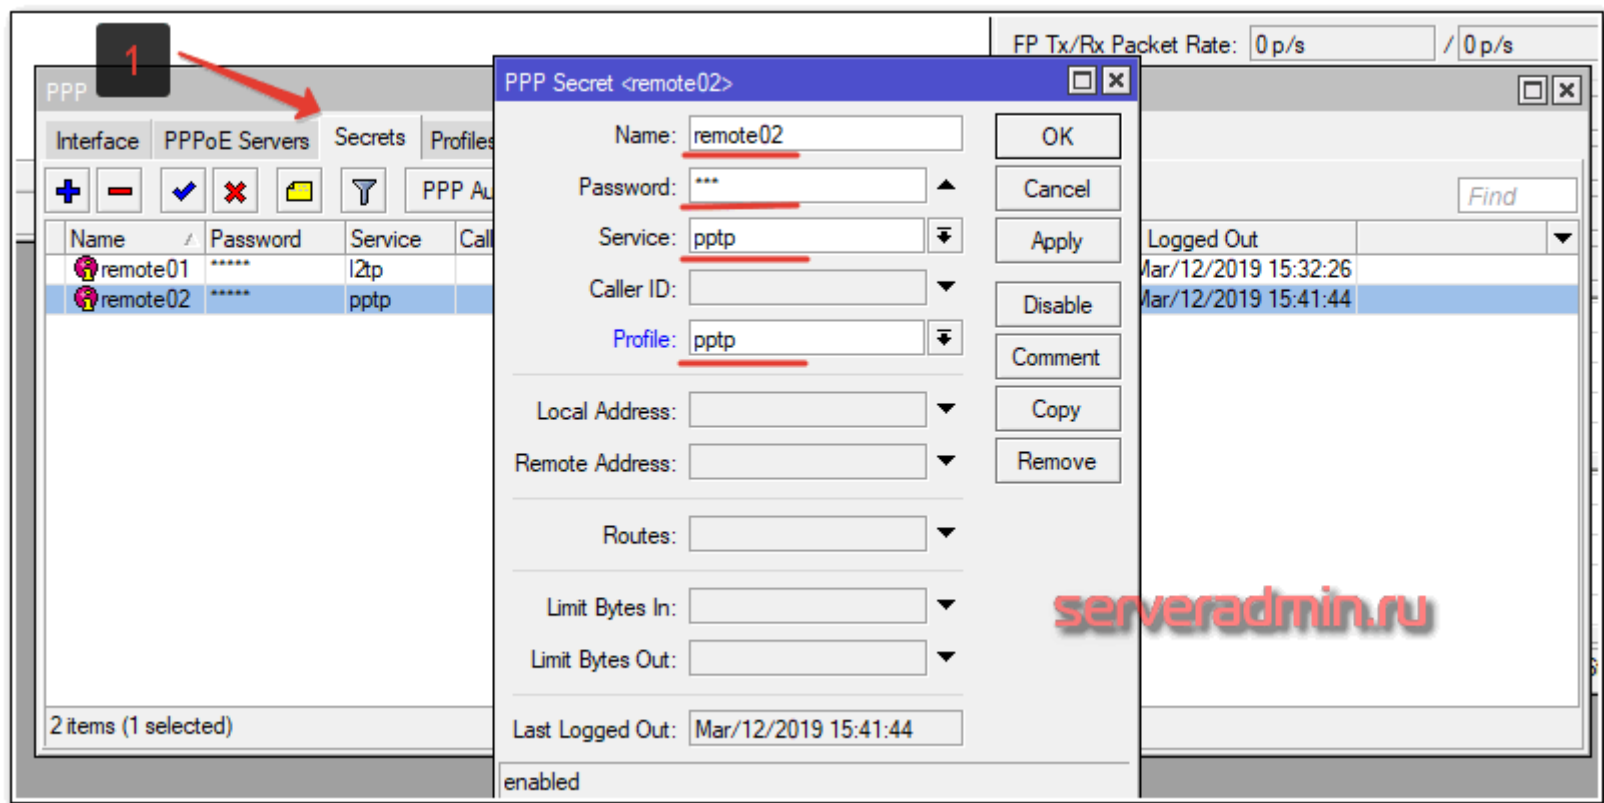 FP Tx/Rx Packet Rate: 0 p/s / 0 p/s
1
PPP
Interface PPPoE Servers Secrets Profiles
PPP Au
Find
Name Password Service Call
remote01 ***** l2tp
remote02 ***** pptp
Logged Out
Mar/12/2019 15:32:26
Mar/12/2019 15:41:44
2 items (1 selected)
PPP Secret <remote02>
Name: remote02
Password: ***
Service: pptp
Caller ID:
Profile: pptp
Local Address:
Remote Address:
Routes:
Limit Bytes In:
Limit Bytes Out:
Last Logged Out: Mar/12/2019 15:41:44
enabled
OK
Cancel
Apply
Disable
Comment
Copy
Remove
serveradmin.ru